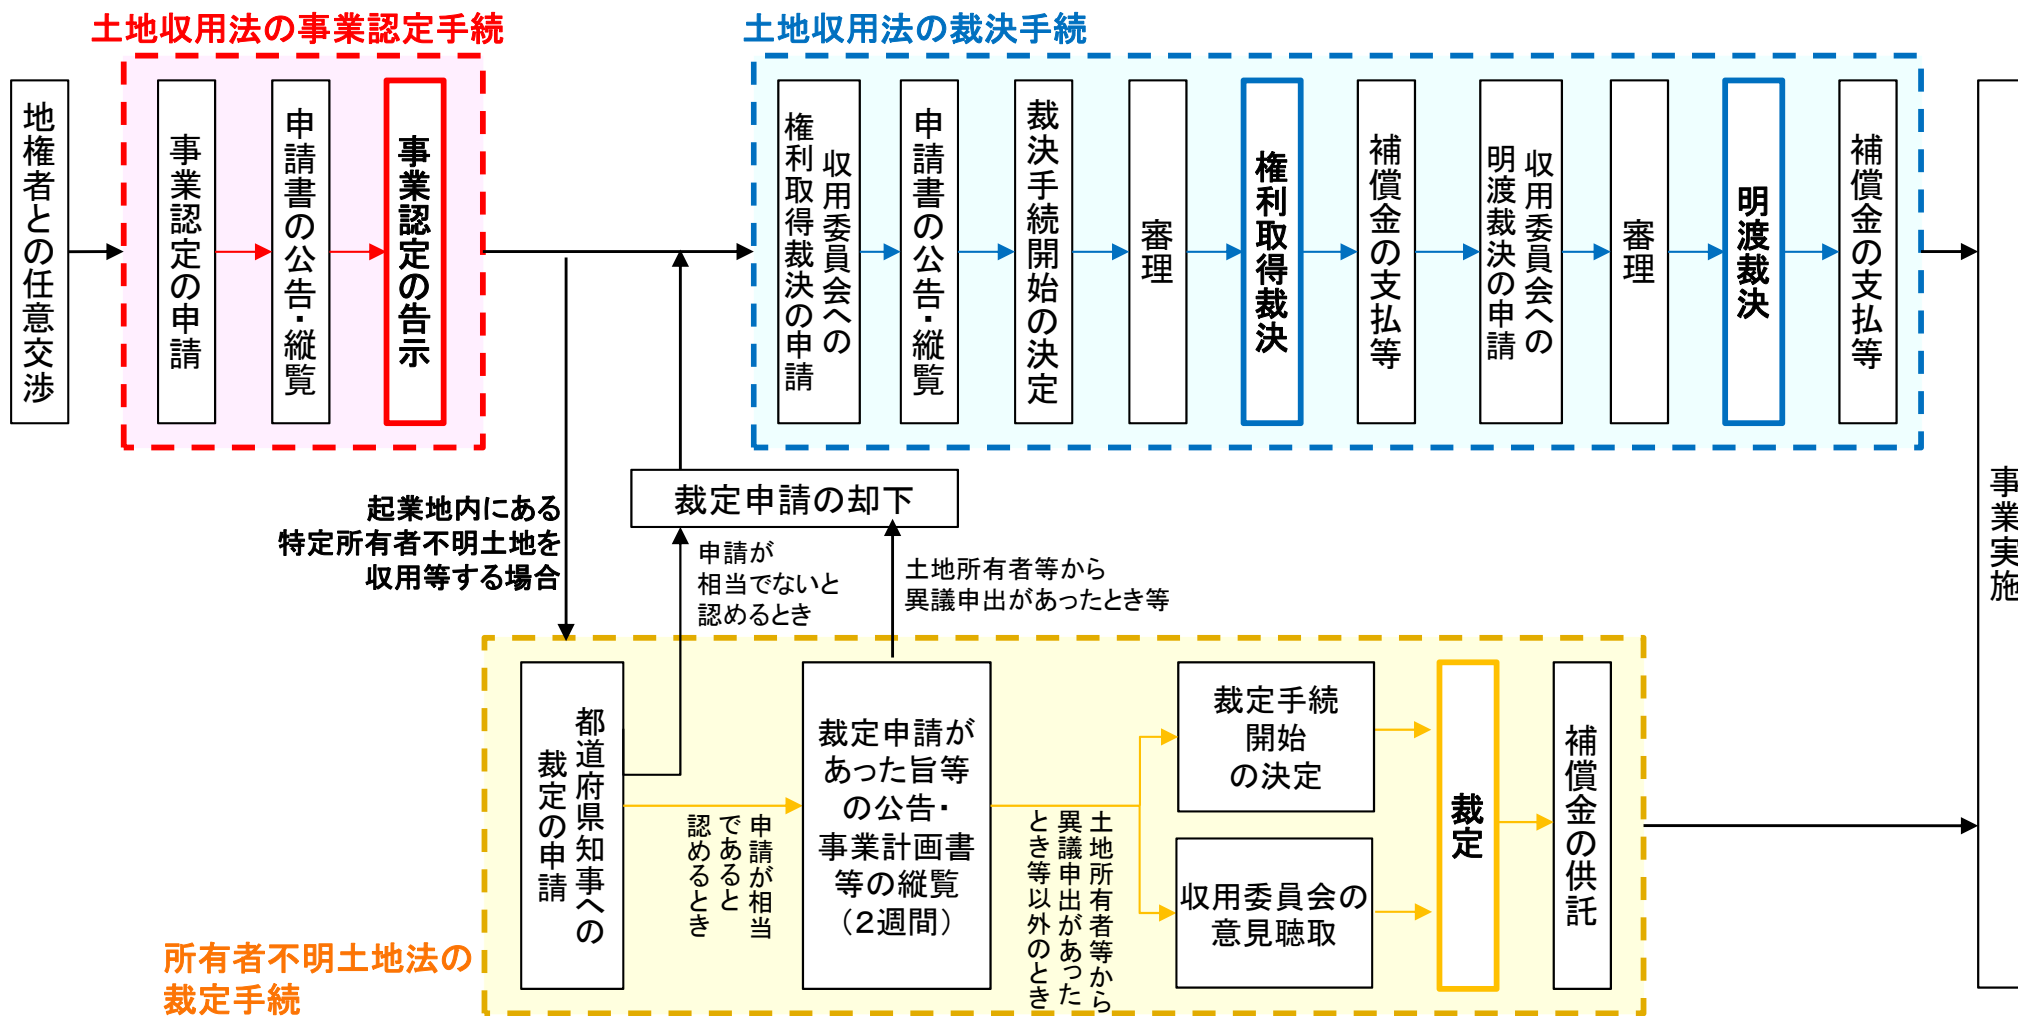 土地収用法の事業認定手続
土地収用法の裁決手続
地権者との任意交渉
事業認定の申請
申請書の公告・縦覧
事業認定の告示
収用委員会への
権利取得裁決の申請
申請書の公告・縦覧
裁決手続開始の決定
審理
権利取得裁決
補償金の支払等
収用委員会への
明渡裁決の申請
審理
明渡裁決
補償金の支払等
事業実施
裁定申請の却下
起業地内にある
特定所有者不明土地を
収用等する場合
申請が
相当でないと
認めるとき
土地所有者等から
異議申出があったとき等
都道府県知事への
裁定の申請
申請が相当
であると
認めるとき
裁定申請が
あった旨等
の公告・
事業計画書
等の縦覧
(2週間)
土地所有者等から
異議申出があった
とき等以外のとき
裁定手続
開始
の決定
収用委員会の
意見聴取
裁定
補償金の供託
所有者不明土地法の
裁定手続